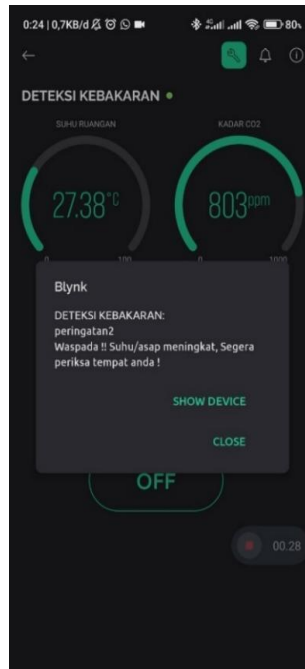 0:24 | 0,7KB/d
80%
DETEKSI KEBAKARAN
SUHU RUANGAN
KADAR CO2
27.38°C
803ppm
0
100
0
1000
Blynk
DETEKSI KEBAKARAN:
peringatan2
Waspada !! Suhu/asap meningkat, Segera
periksa tempat anda !
SHOW DEVICE
CLOSE
OFF
00.28